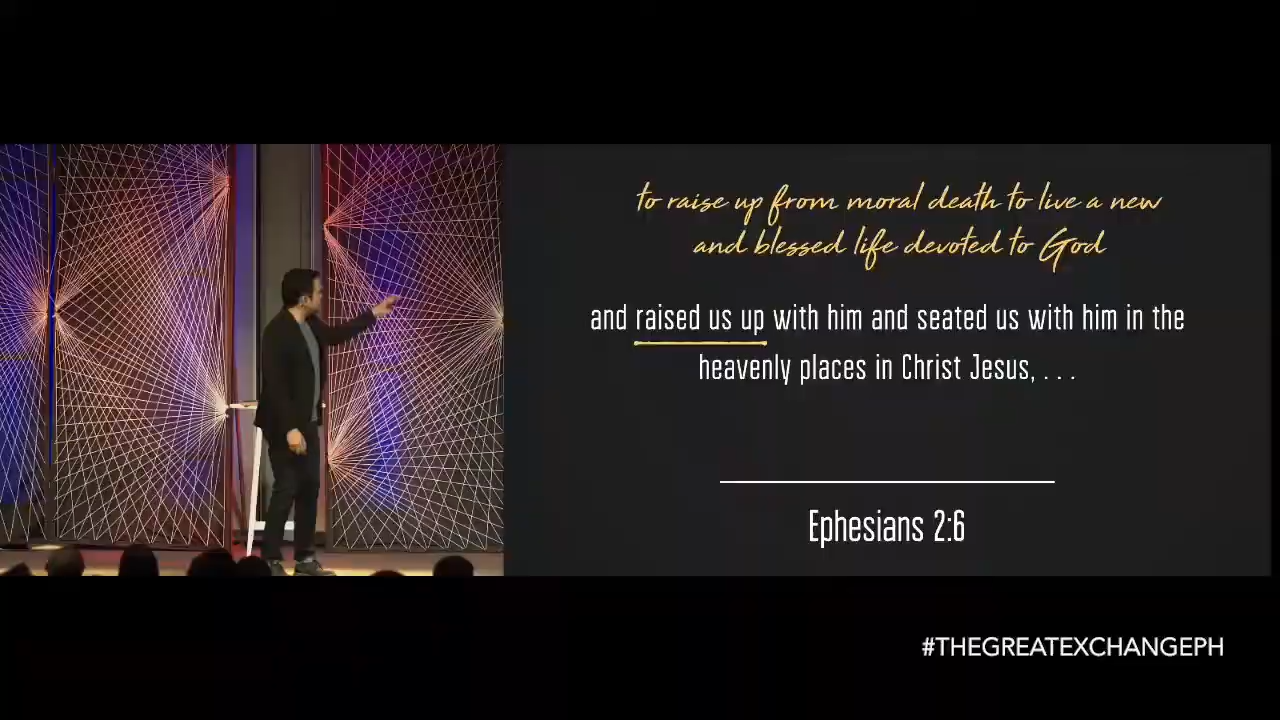 to raise up from moral death to live a new
and blessed life devoted to God
and raised us up with him and seated us with him in the
heavenly places in Christ Jesus, . . .
Ephesians 2:6
#THEGREATEXCHANGEPH